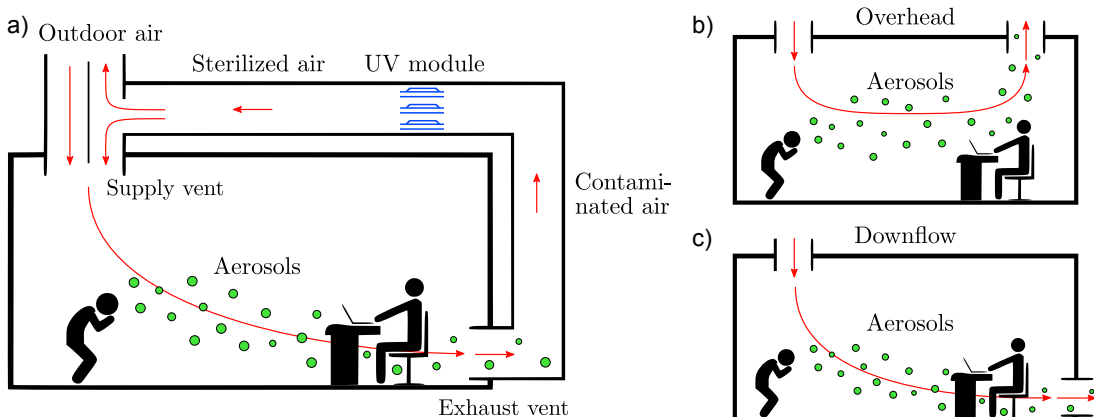 a)
Outdoor air
Sterilized air
UV module
Supply vent
Contami-
nated air
Aerosols
Exhaust vent
b)
Overhead
Aerosols
c)
Downflow
Aerosols